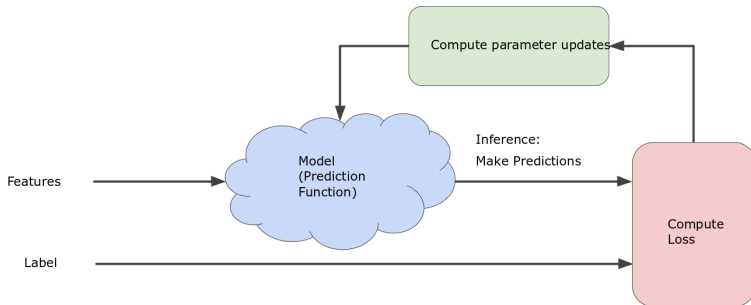 Compute parameter updates
Inference:
Make Predictions
Model
(Prediction
Function)
Features
Compute
Loss
Label